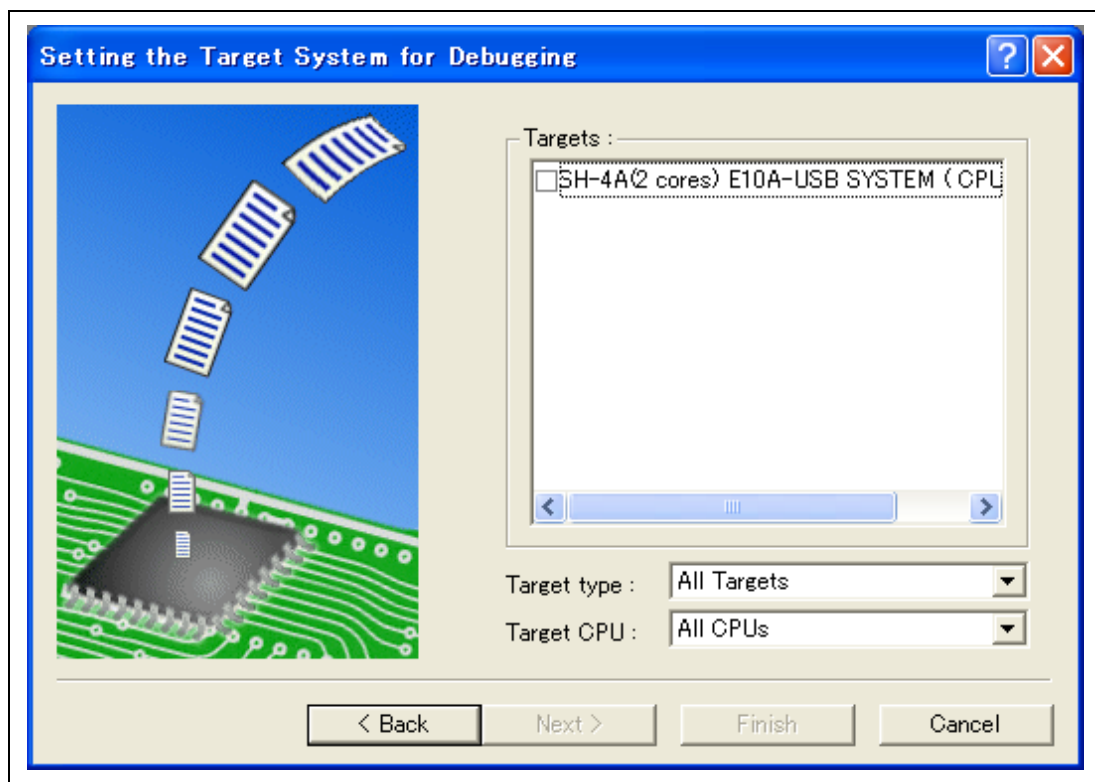 Setting the Target System for Debugging
Targets :
SH-4A(2 cores) E10A-USB SYSTEM ( CPU
Target type :  All Targets
Target CPU :  All CPUs
< Back  Next >  Finish  Cancel